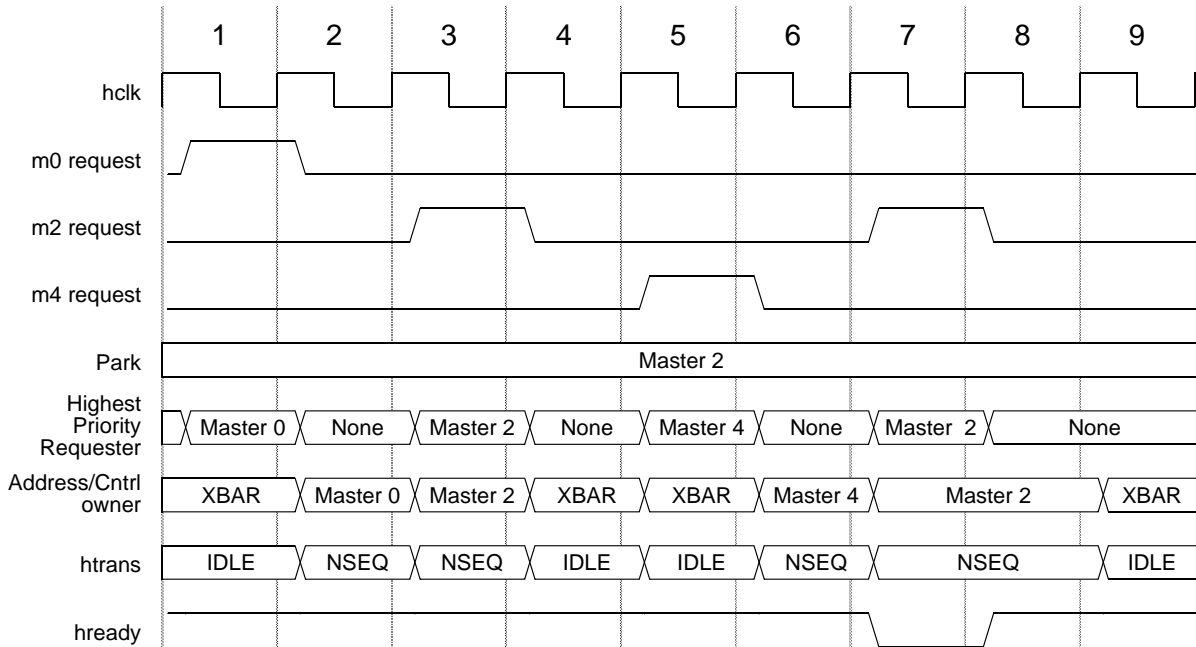 1 2 3 4 5 6 7 8 9
hclk
m0 request
m2 request
m4 request
Park Master 2
Highest
Priority
Requester
Master 0 None Master 2 None Master 4 None Master 2 None
Address/Cntrl
owner
XBAR Master 0 Master 2 XBAR XBAR Master 4 Master 2 XBAR
htrans IDLE NSEQ NSEQ IDLE IDLE NSEQ NSEQ IDLE
hready